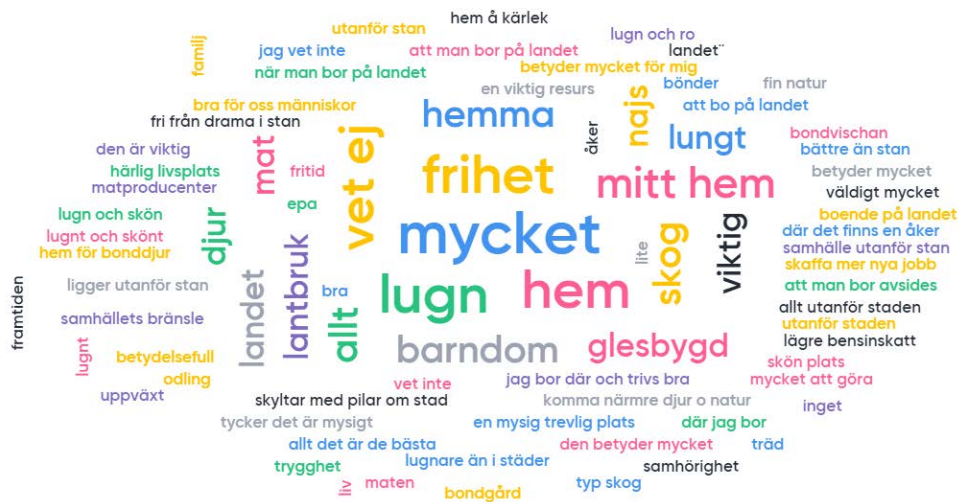 hem å kärlek
utanför stan
lugn och ro
familj
jag vet inte
att man bor på landet
landet¨
när man bor på landet
betyder mycket för mig
en viktig resurs
bönder
fin natur
bra för oss människor
hemma
najs
att bo på landet
fri från drama i stan
vet ej
åker
lungt
bondvischan
den är viktig
mat
bättre än stan
härlig livsplats
fritid
frihet
mitt hem
betyder mycket
matproducenter
väldigt mycket
epa
lugn och skön
djur
mycket
skog
viktig
boende på landet
lugnt och skönt
där det finns en åker
hem för bonddjur
lite
samhälle utanför stan
lantbruk
skaffa mer nya jobb
ligger utanför stan
landet
bra
lugn
hem
att man bor avsides
framtiden
allt
allt utanför staden
samhällets bränsle
utanför staden
lugnt
betydelsefull
barndom
glesbygd
lägre bensinskatt
skön plats
odling
vet inte
jag bor där och trivs bra
mycket att göra
uppväxt
skyltar med pilar om stad
komma närmre djur o natur
inget
tycker det är mysigt
en mysig trevlig plats
där jag bor
allt det är de bästa
den betyder mycket
träd
trygghet
lugnare än i städer
samhörighet
liv
maten
bondgård
typ skog